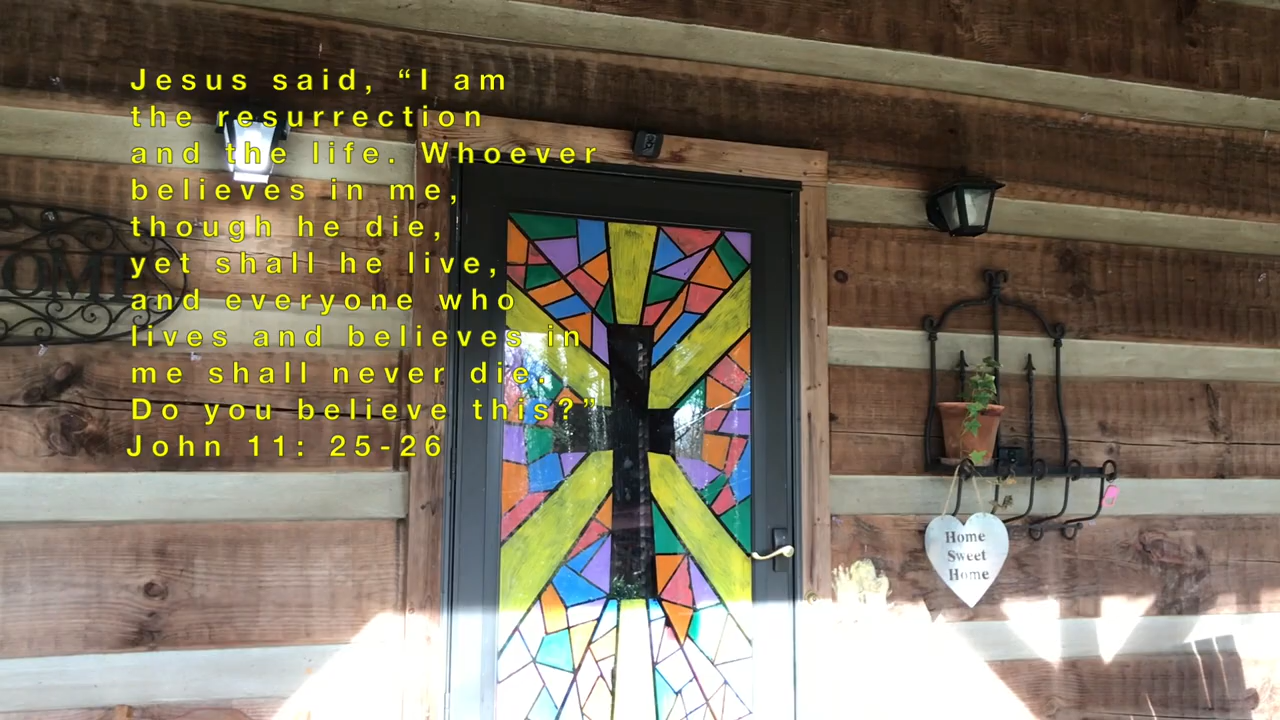 Jesus said, “I am
the resurrection
and the life. Whoever
believes in me,
though he die,
yet shall he live,
and everyone who
lives and believes in
me shall never die.
Do you believe this?”
John 11: 25-26
Home
Sweet
Home